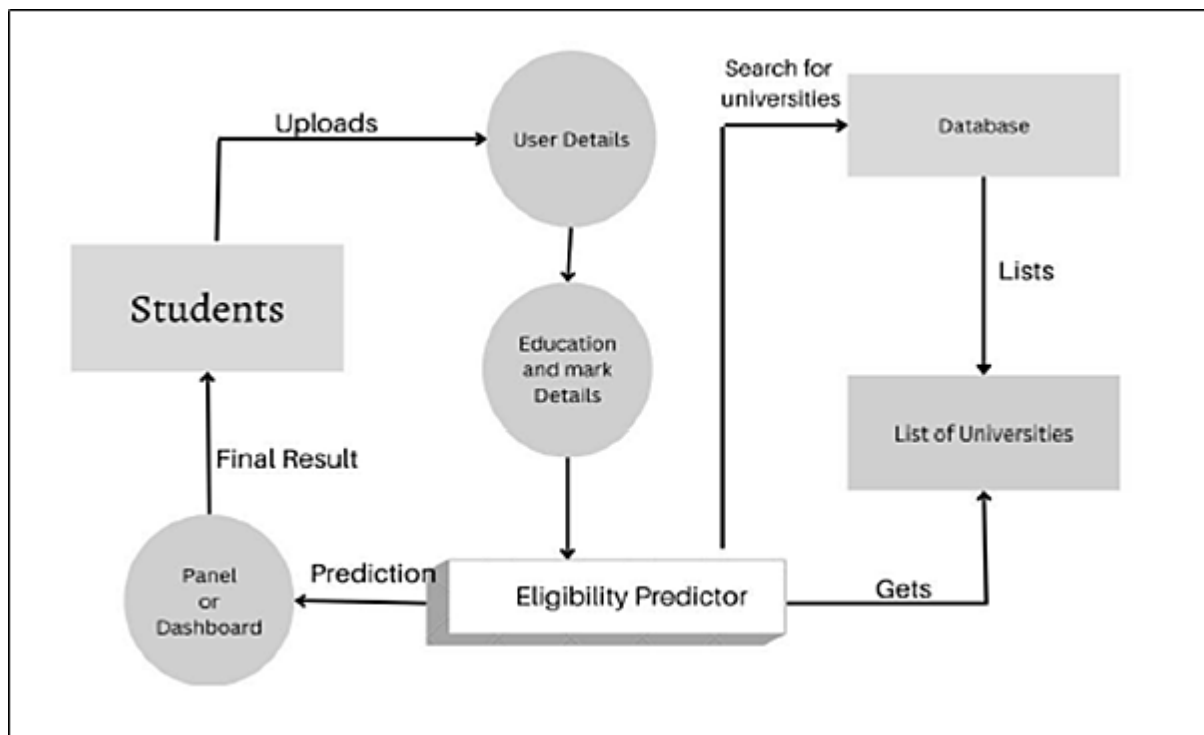 Search for
universities
Database
Uploads
User Details
Lists
Students
Education
and mark
Details
List of Universities
Final Result
Panel
or
Dashboard
Prediction
Eligibility Predictor
Gets